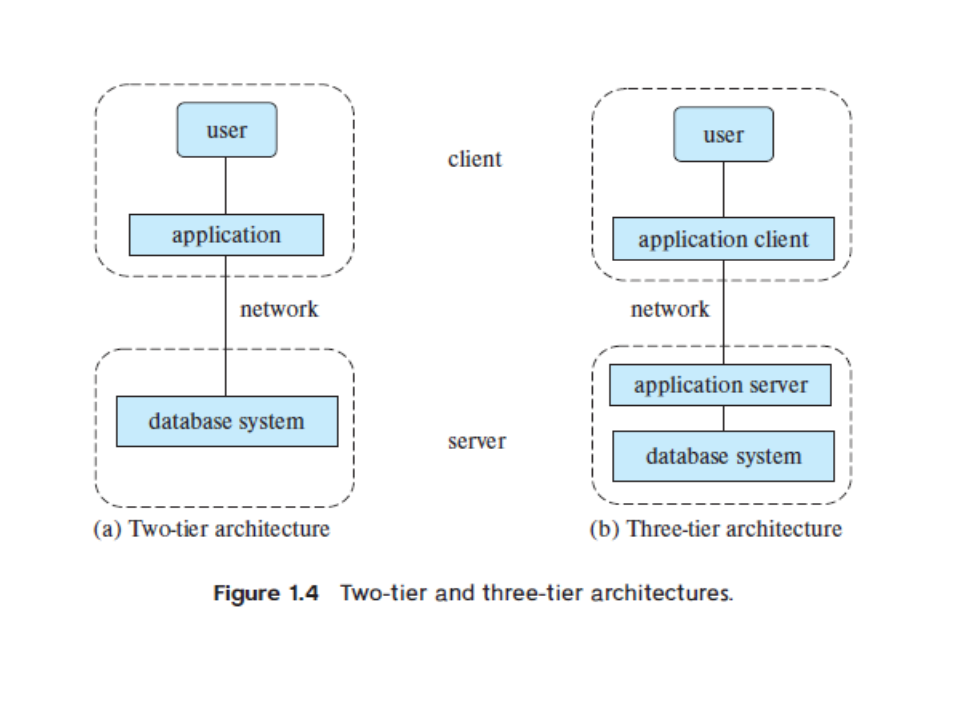 user
application
network
database system
(a) Two-tier architecture
client
server
user
application client
network
application server
database system
(b) Three-tier architecture
Figure 1.4 Two-tier and three-tier architectures.